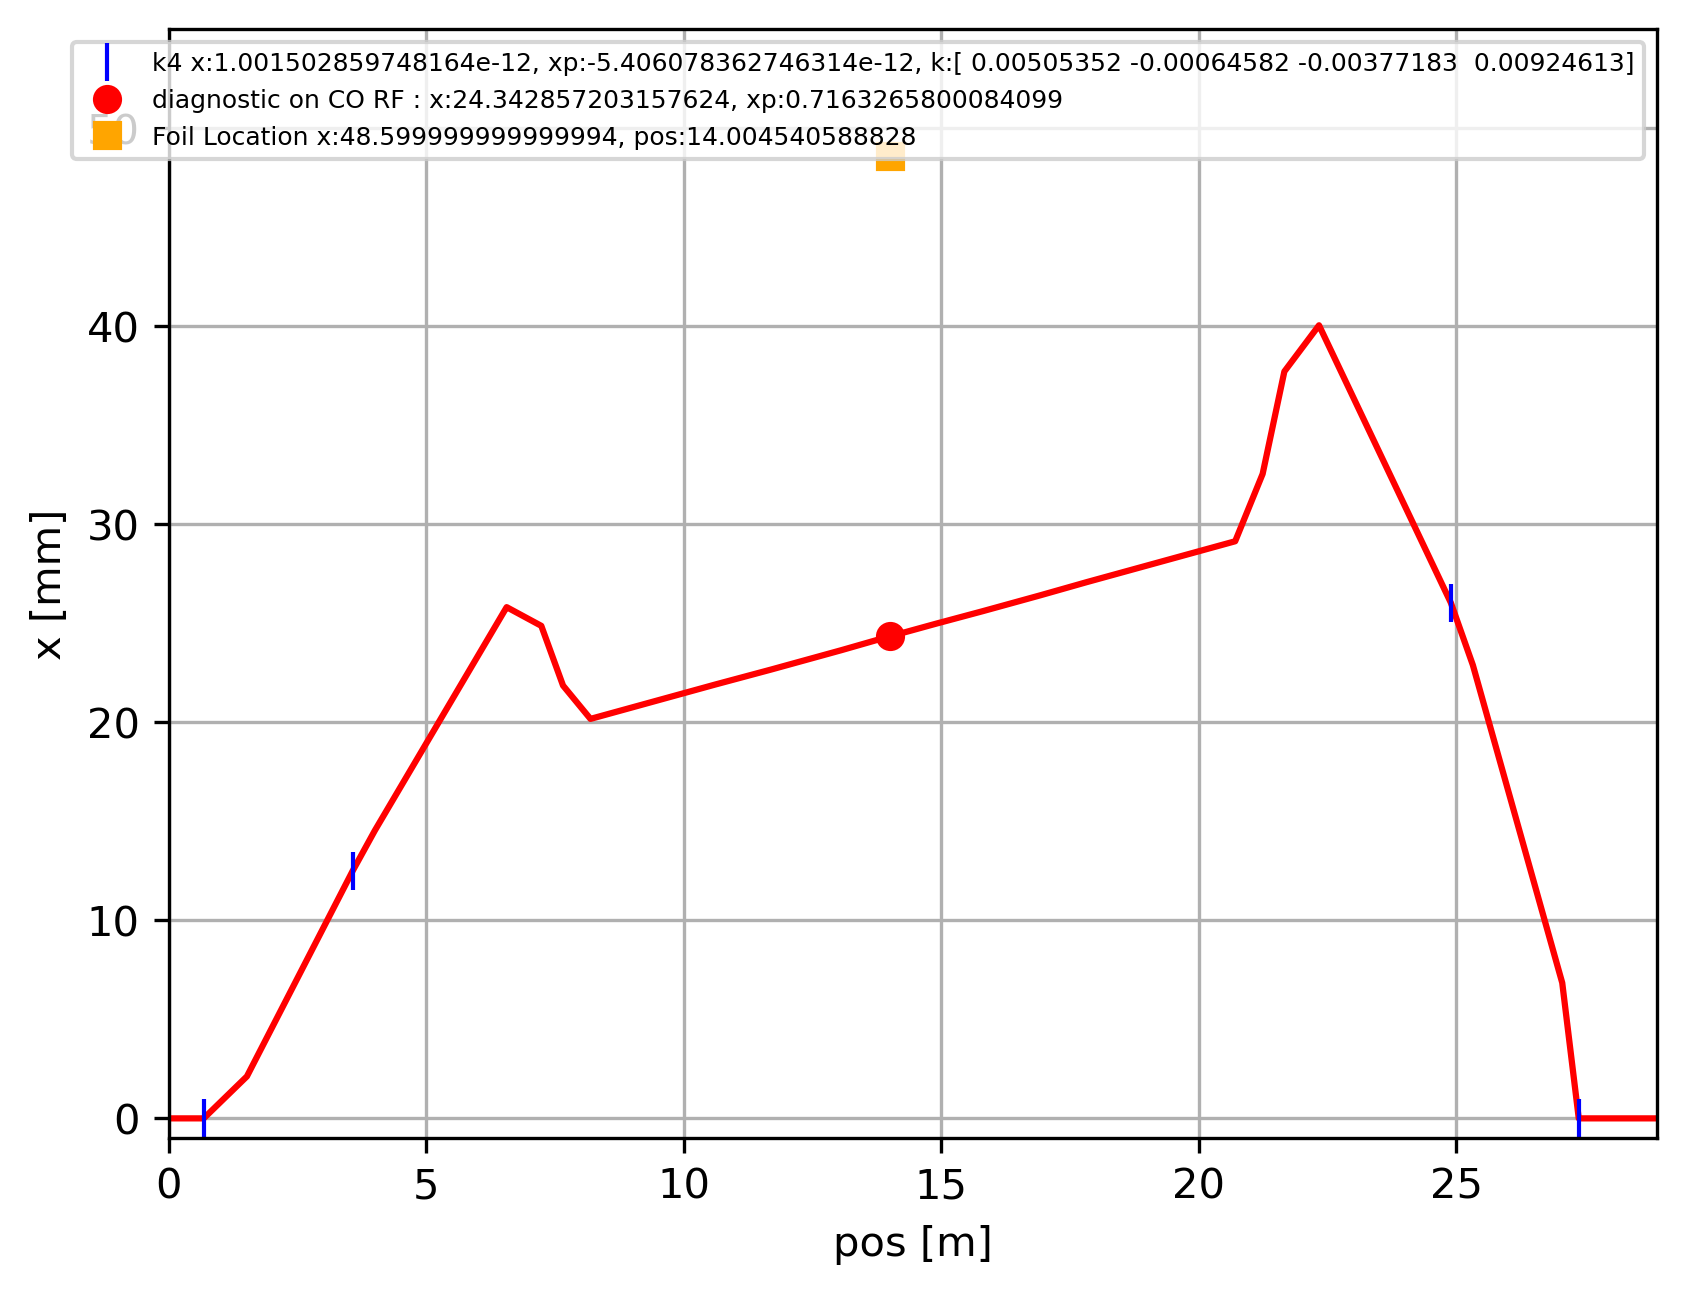 k4 x:1.001502859748164e-12, xp:-5.406078362746314e-12, k:[ 0.00505352 -0.00064582 -0.00377183  0.00924613]
diagnostic on CO RF : x:24.342857203157624, xp:0.7163265800084099
Foil Location x:48.599999999999994, pos:14.004540588828
50
40
30
20
10
0
x [mm]
0 5 10 15 20 25
pos [m]